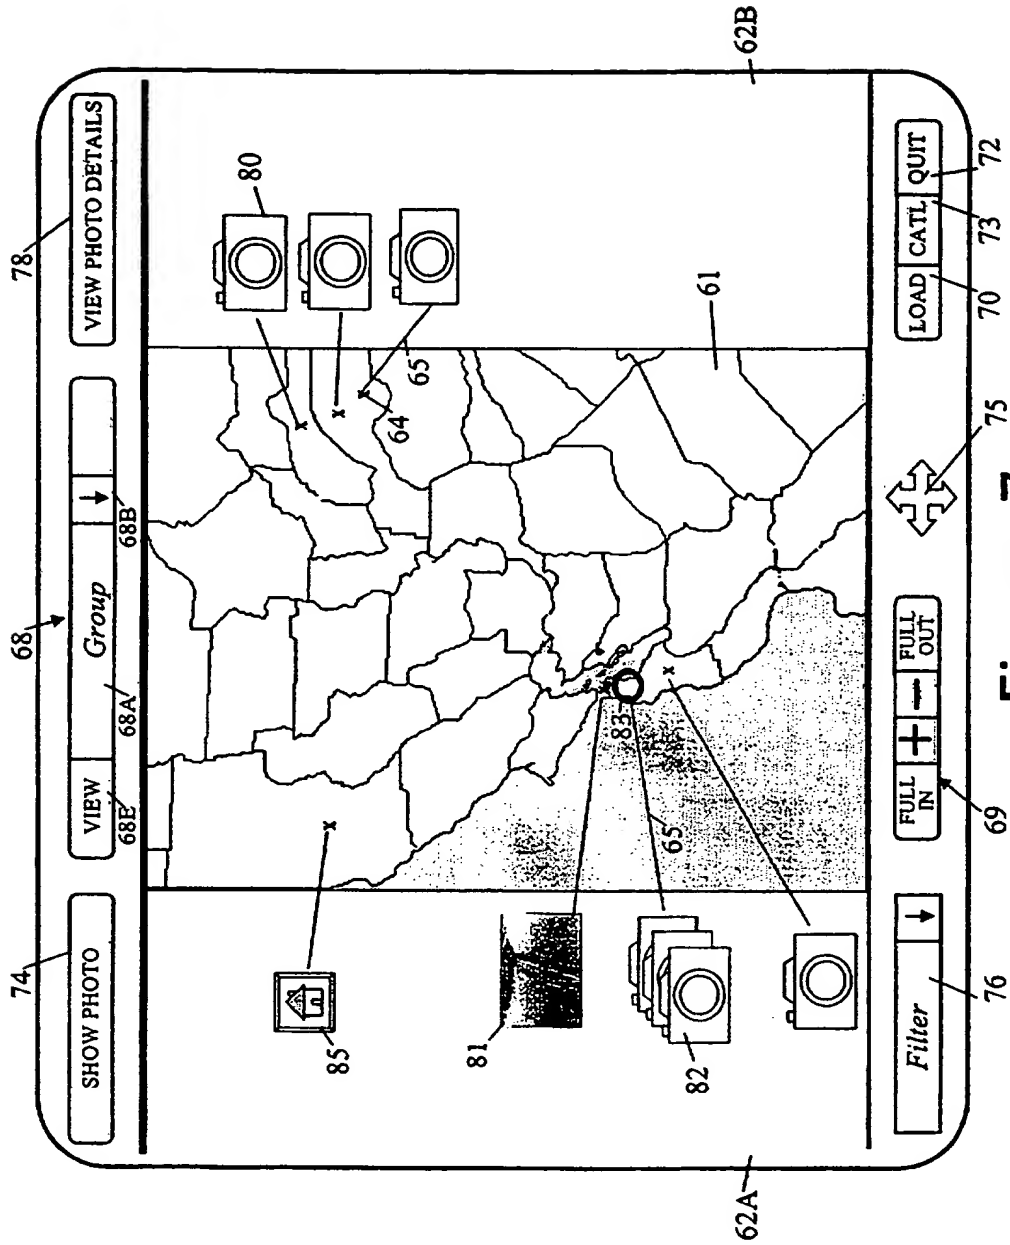 74
68
78
SHOW PHOTO
VIEW
Group
VIEW PHOTO DETAILS
68E
68A
68B
80
85
64
65
81
83
65
82
61
62A
62B
Filter
FULL IN
FULL OUT
LOAD
CATL
QUIT
76
69
75
70
73
72